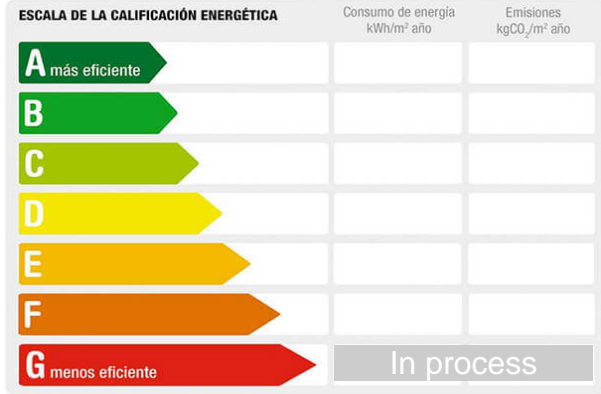 ESCALA DE LA CALIFICACIÓN ENERGÉTICA
Consumo de energía
kWh/m² año
Emisiones
kgCO₂/m² año
A más eficiente
B
C
D
E
F
G menos eficiente
In process